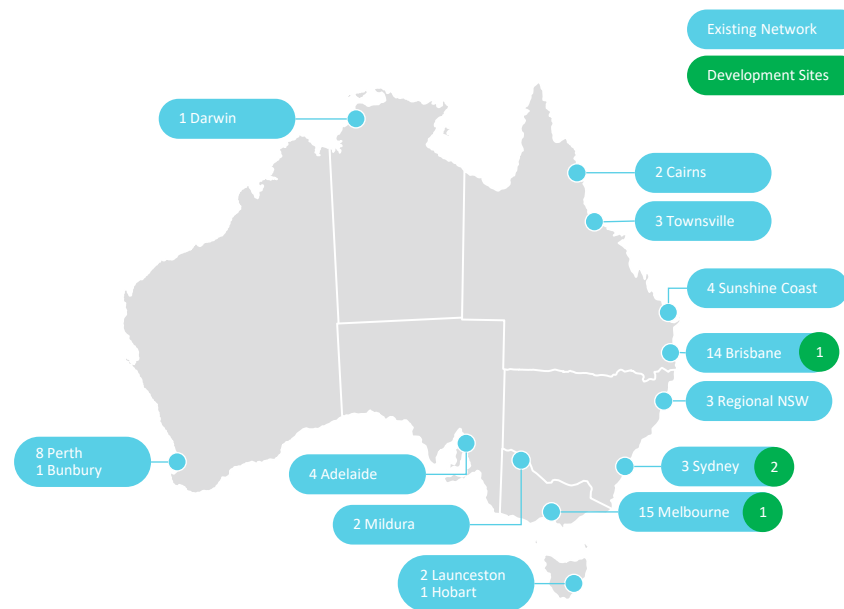 Existing Network
Development Sites
1 Darwin
2 Cairns
3 Townsville
4 Sunshine Coast
14 Brisbane 1
3 Regional NSW
8 Perth
1 Bunbury
4 Adelaide
3 Sydney 2
15 Melbourne 1
2 Mildura
2 Launceston
1 Hobart